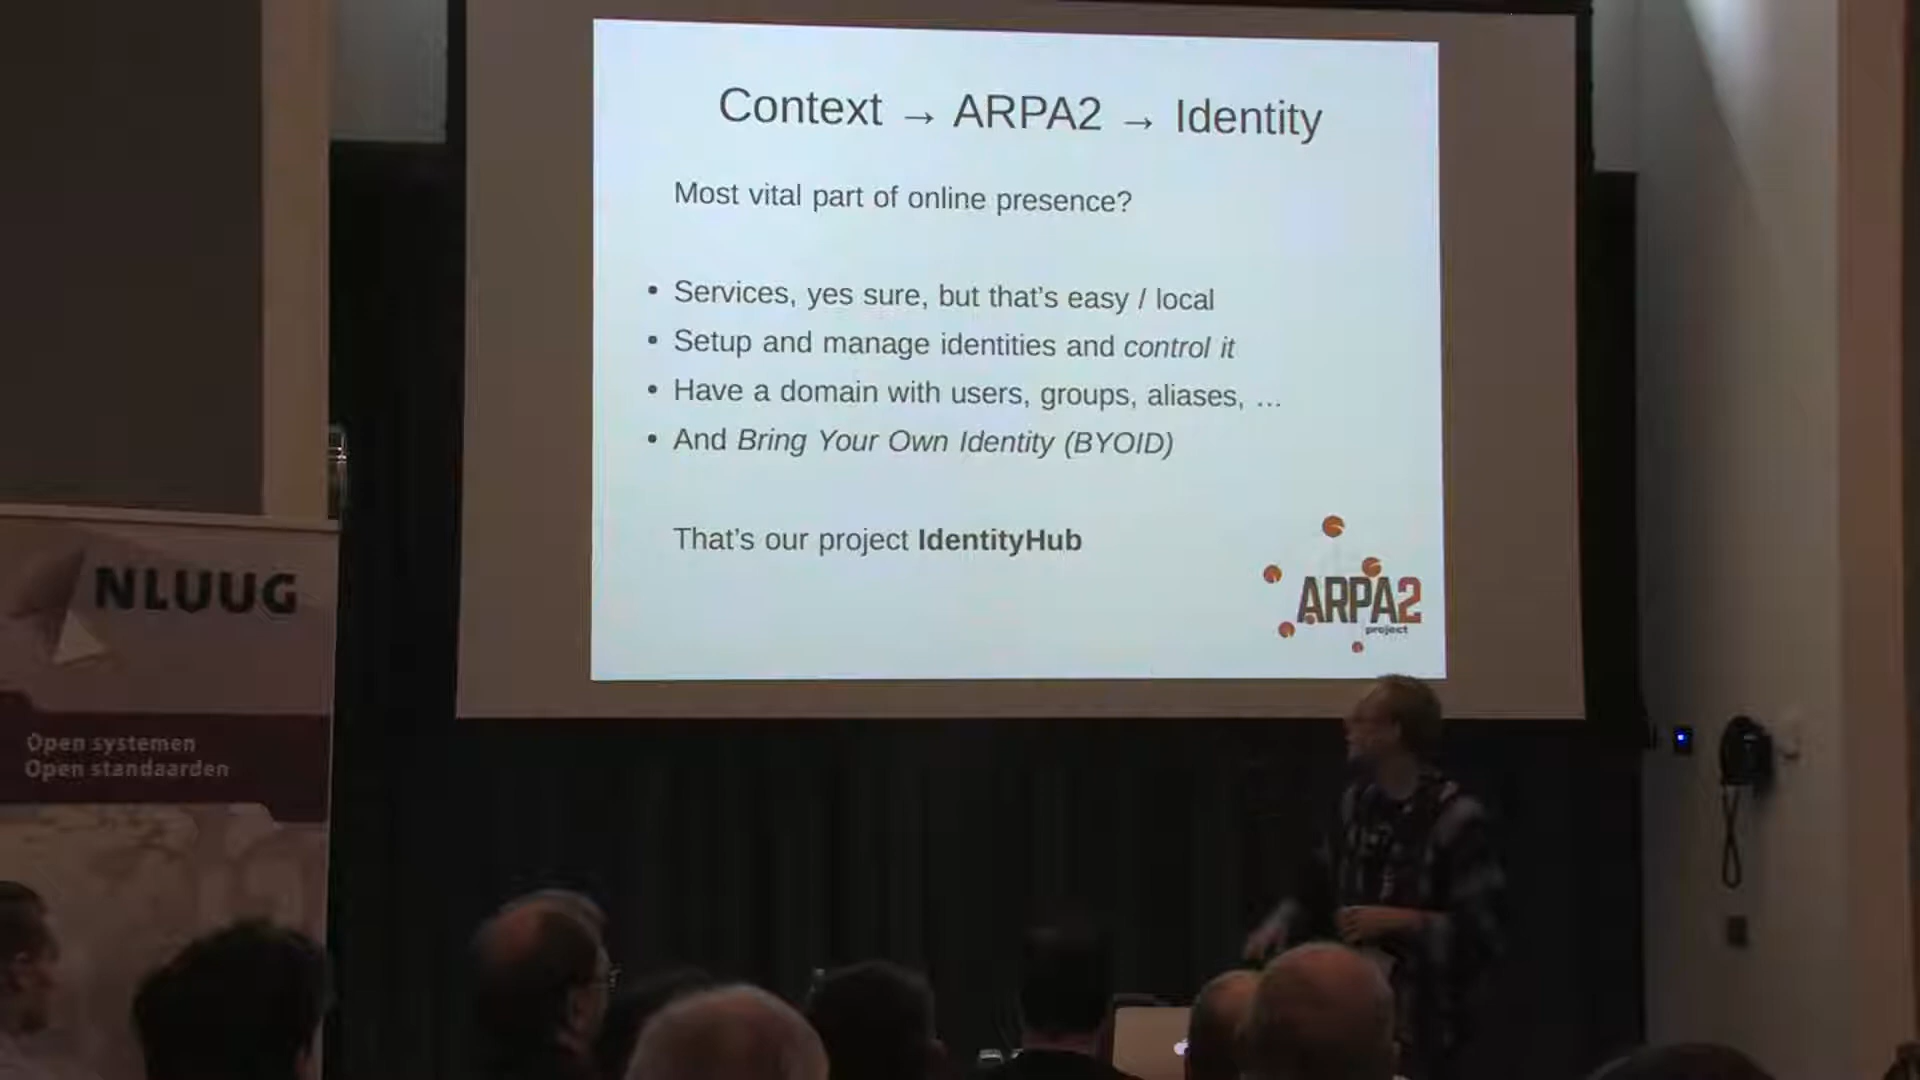 Context → ARPA2 → Identity
Most vital part of online presence?
• Services, yes sure, but that's easy / local
• Setup and manage identities and control it
• Have a domain with users, groups, aliases, …
• And Bring Your Own Identity (BYOID)
That's our project IdentityHub
ARPA2
project
NLUUG
Open systemen
Open standaarden